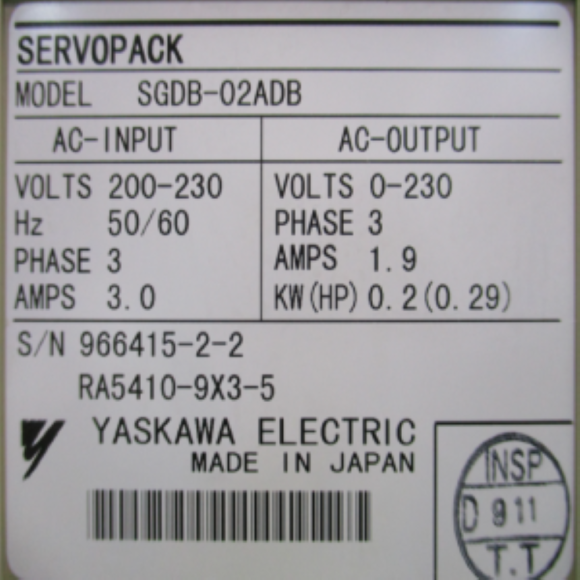 SERVOPACK
MODEL SGDB-02ADB
AC-INPUT AC-OUTPUT
VOLTS 200-230 VOLTS 0-230
Hz 50/60 PHASE 3
PHASE 3 AMPS 1.9
AMPS 3.0 KW(HP) 0.2(0.29)
S/N 966415-2-2
RA5410-9X3-5
YASKAWA ELECTRIC
MADE IN JAPAN
INSP
D 911
T.T